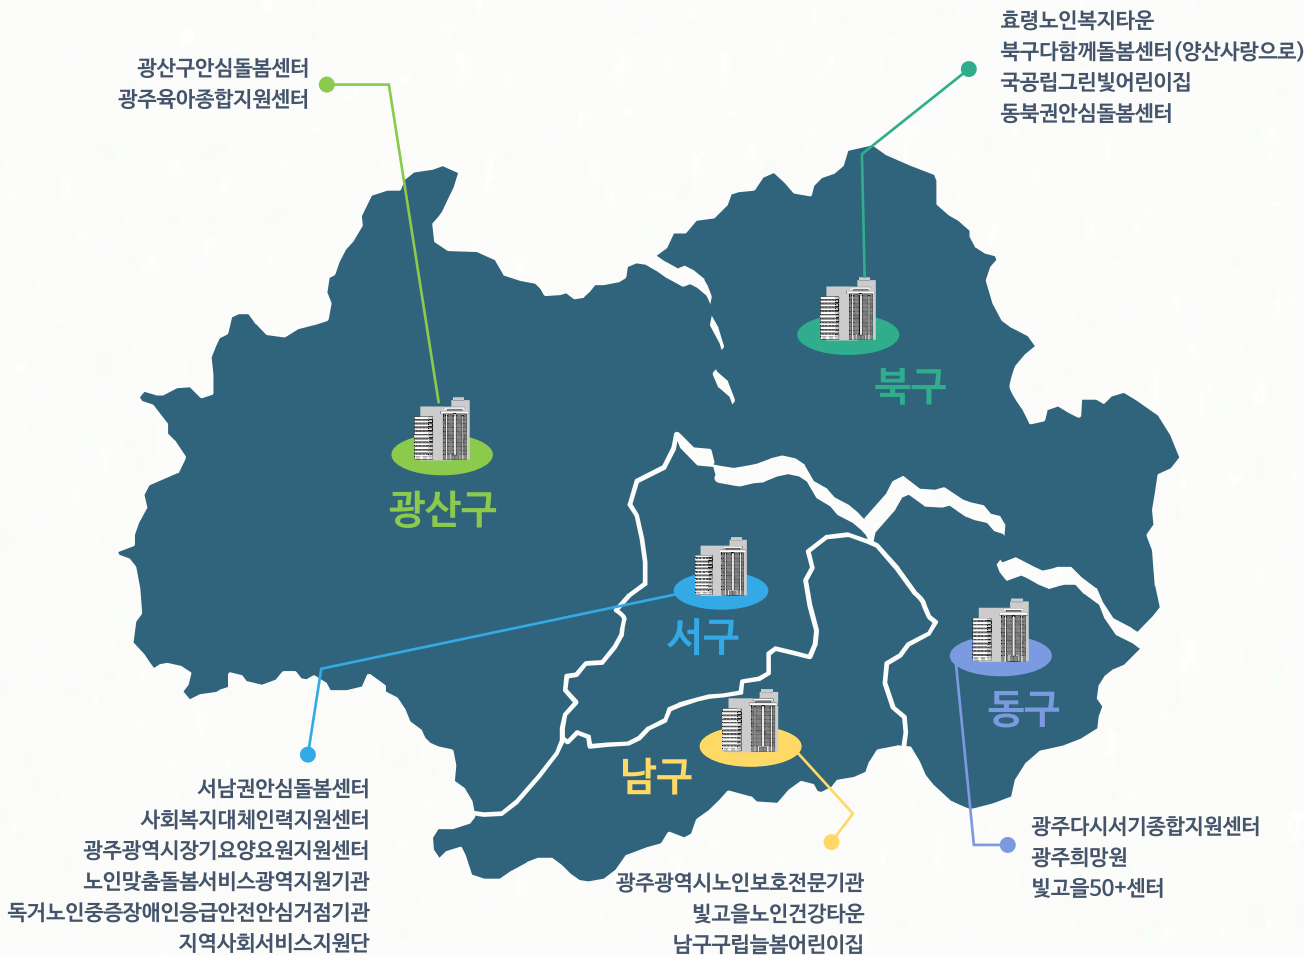 효령노인복지타운
북구다함께돌봄센터(양산사랑으로)
국공립그린빛어린이집
동북권안심돌봄센터
광산구안심돌봄센터
광주육아종합지원센터
북구
광산구
서구
동구
남구
서남권안심돌봄센터
사회복지대체인력지원센터
광주광역시장기요양요원지원센터
노인맞춤돌봄서비스광역지원기관
독거노인중증장애인응급안전안심거점기관
지역사회서비스지원단
광주광역시노인보호전문기관
빛고을노인건강타운
남구구립늘봄어린이집
광주다시서기종합지원센터
광주희망원
빛고을50+센터